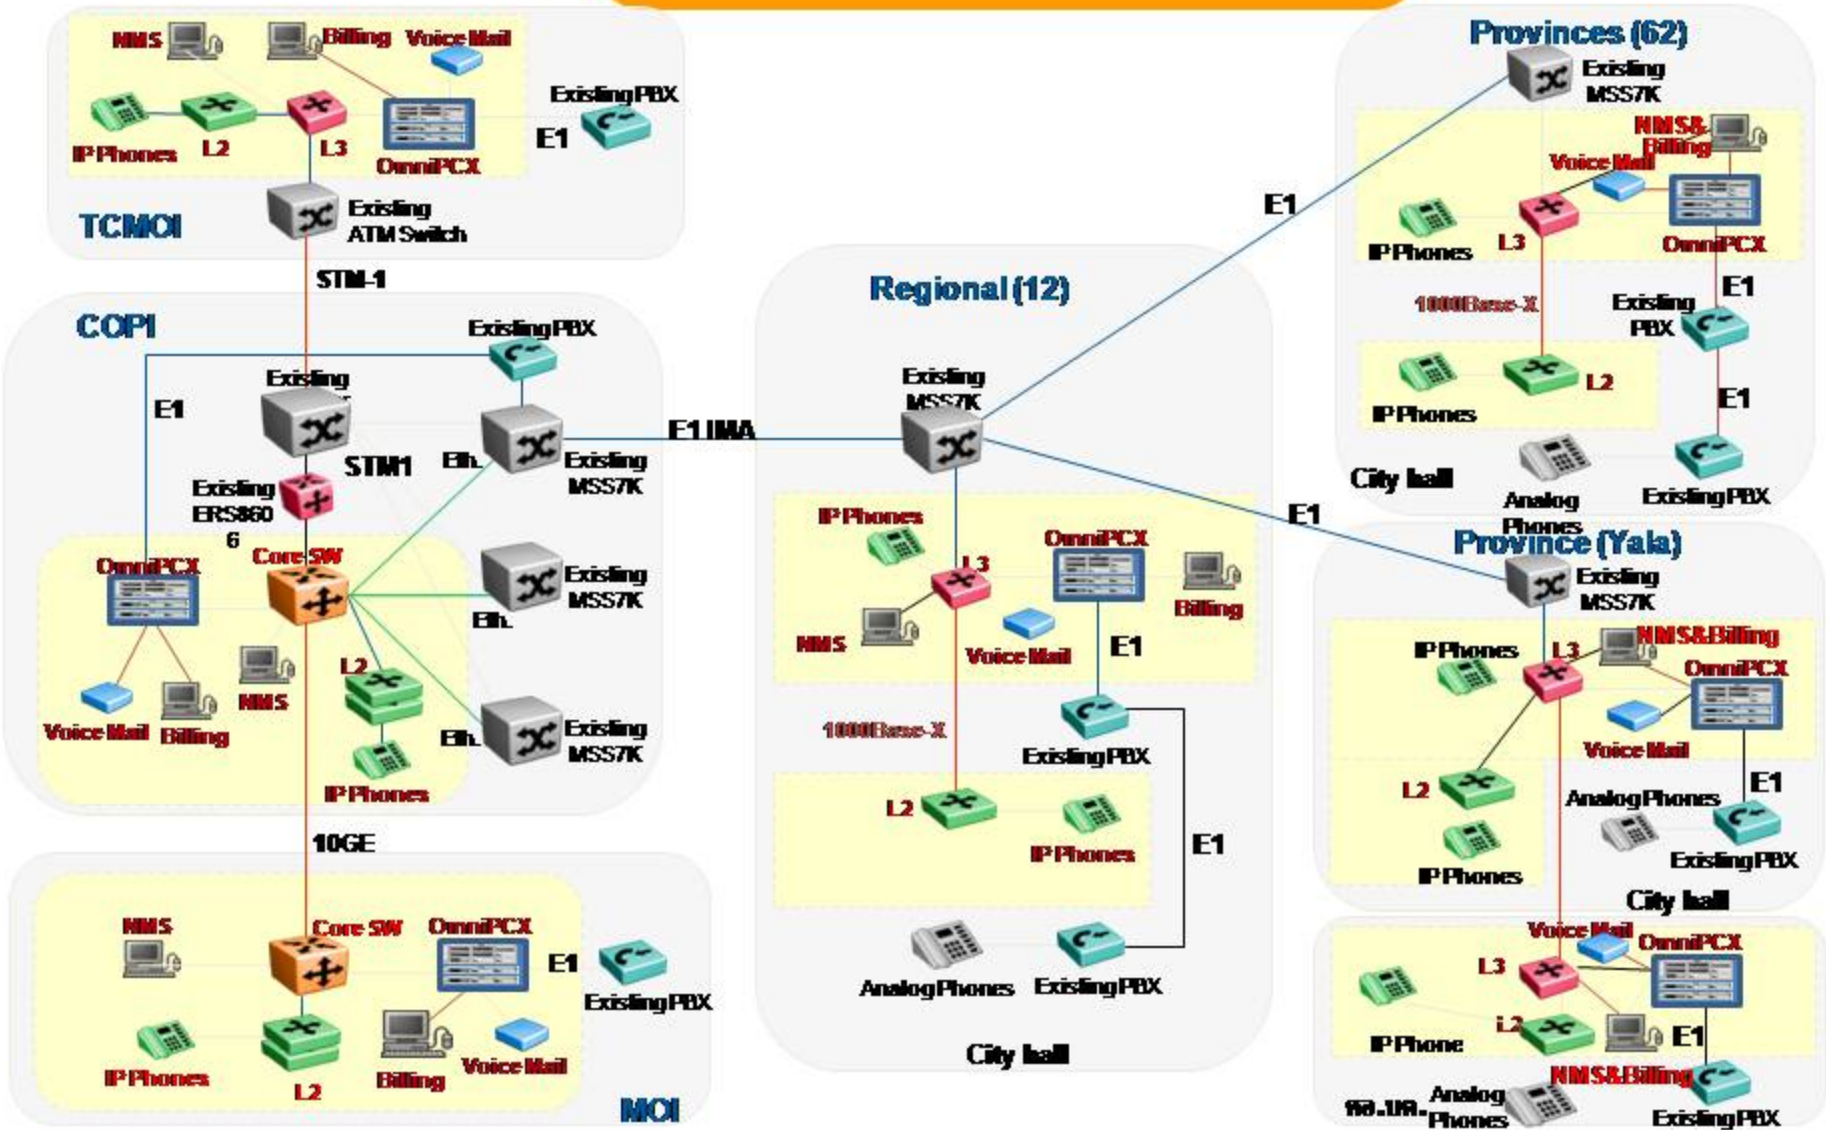 NMS
Billing
Voice Mail
Existing PBX
E1
IP Phones
L2
L3
OmniPCX
Existing
ATM Switch
TCMOI
STM-1
COPI
Existing PBX
E1
Existing
STM1
Eth.
Existing
MSS7K
Existing
ERS860
6
Core SW
OmniPCX
Existing
MSS7K
Eth.
L2
NMS
Voice Mail
Billing
Eth.
Existing
MSS7K
IP Phones
10GE
NMS
Core SW
OmniPCX
E1
Existing PBX
IP Phones
L2
Billing
Voice Mail
MOI
E1 IMA
Regional (12)
Existing
MSS7K
IP Phones
L3
OmniPCX
NMS
Voice Mail
E1
Billing
1000Base-X
Existing PBX
L2
IP Phones
E1
Analog Phones
Existing PBX
City hall
E1
E1
Provinces (62)
Existing
MSS7K
NMS&
Billing
Voice Mail
IP Phones
L3
OmniPCX
1000Base-X
E1
Existing
PBX
L2
IP Phones
E1
City hall
Analog
Phones
Existing PBX
Province (Yala)
Existing
MSS7K
IP Phones
L3
NMS&Billing
OmniPCX
Voice Mail
L2
Analog Phones
E1
IP Phones
Existing PBX
City hall
Voice Mail
OmniPCX
L3
L2
IP Phone
E1
NMS&Billing
Analog
Phones
Existing PBX